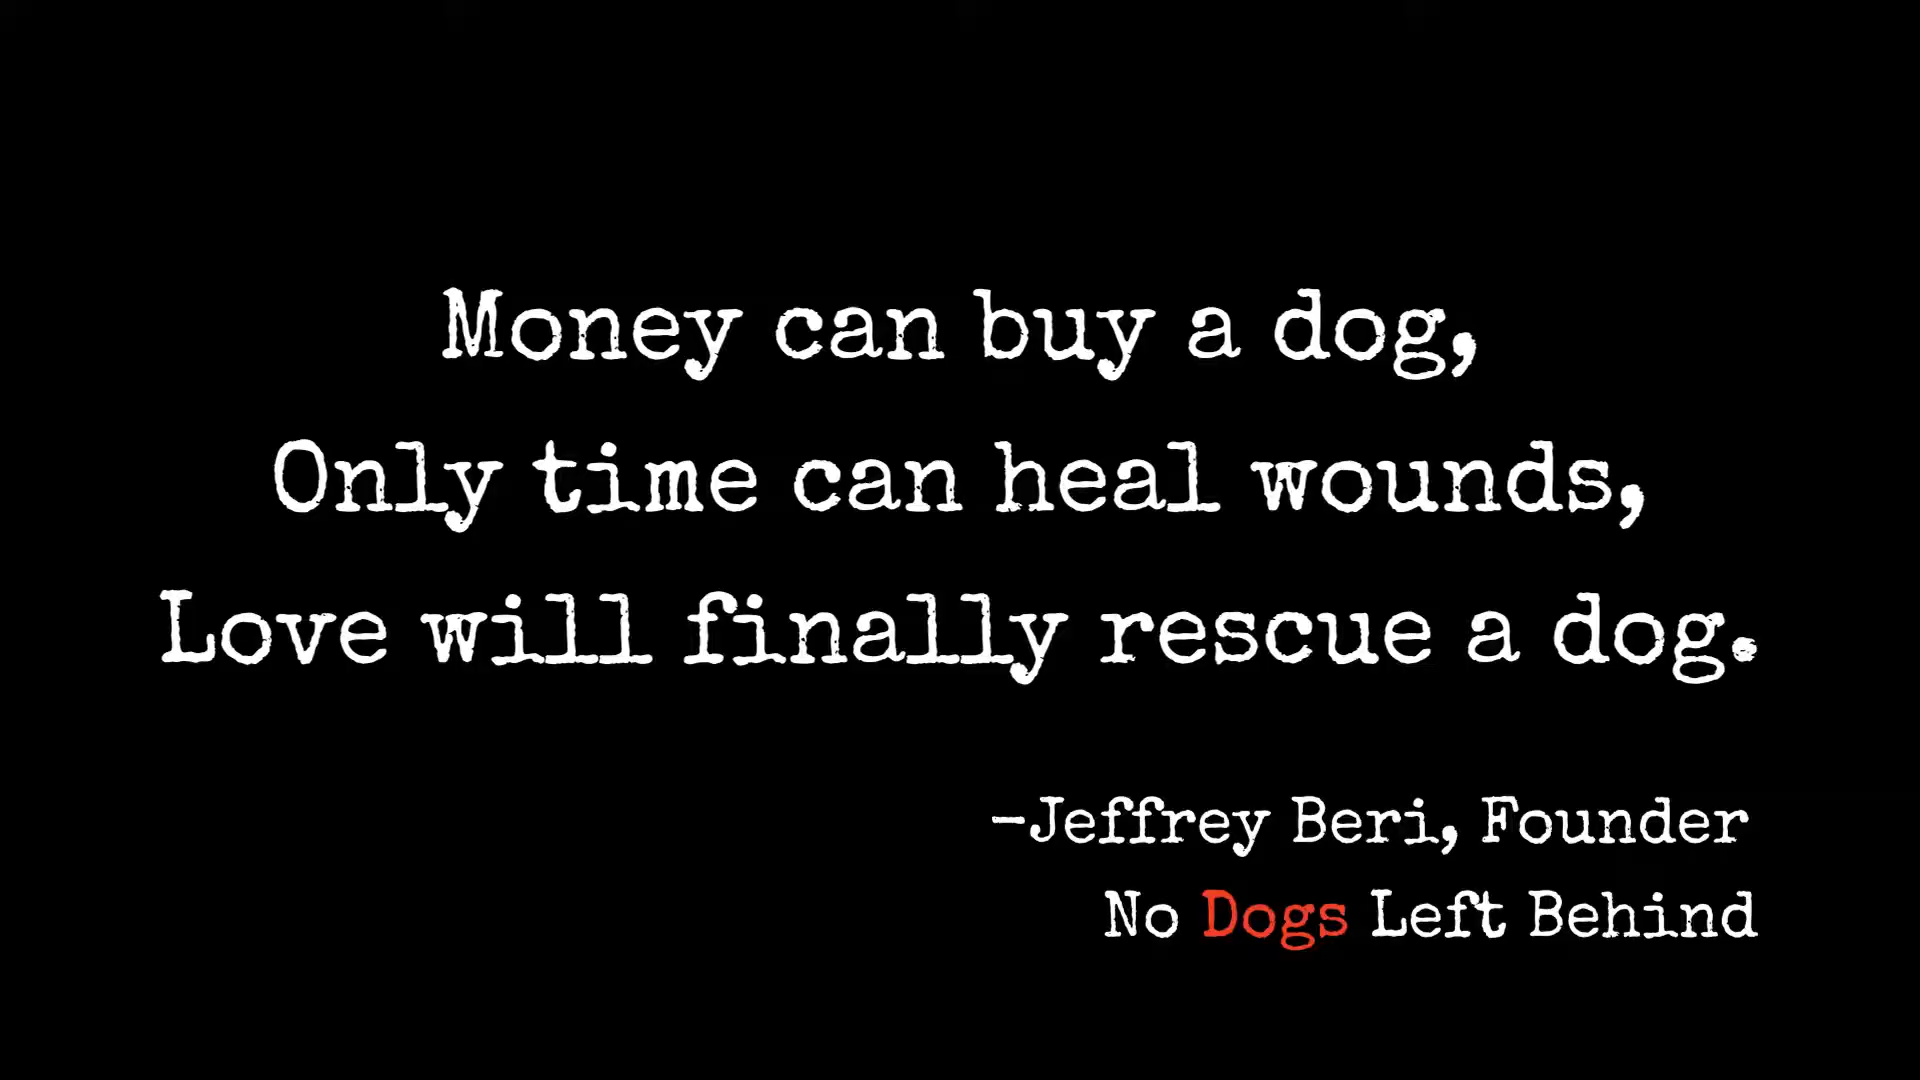 Money can buy a dog,
Only time can heal wounds,
Love will finally rescue a dog.
-Jeffrey Beri, Founder
No Dogs Left Behind